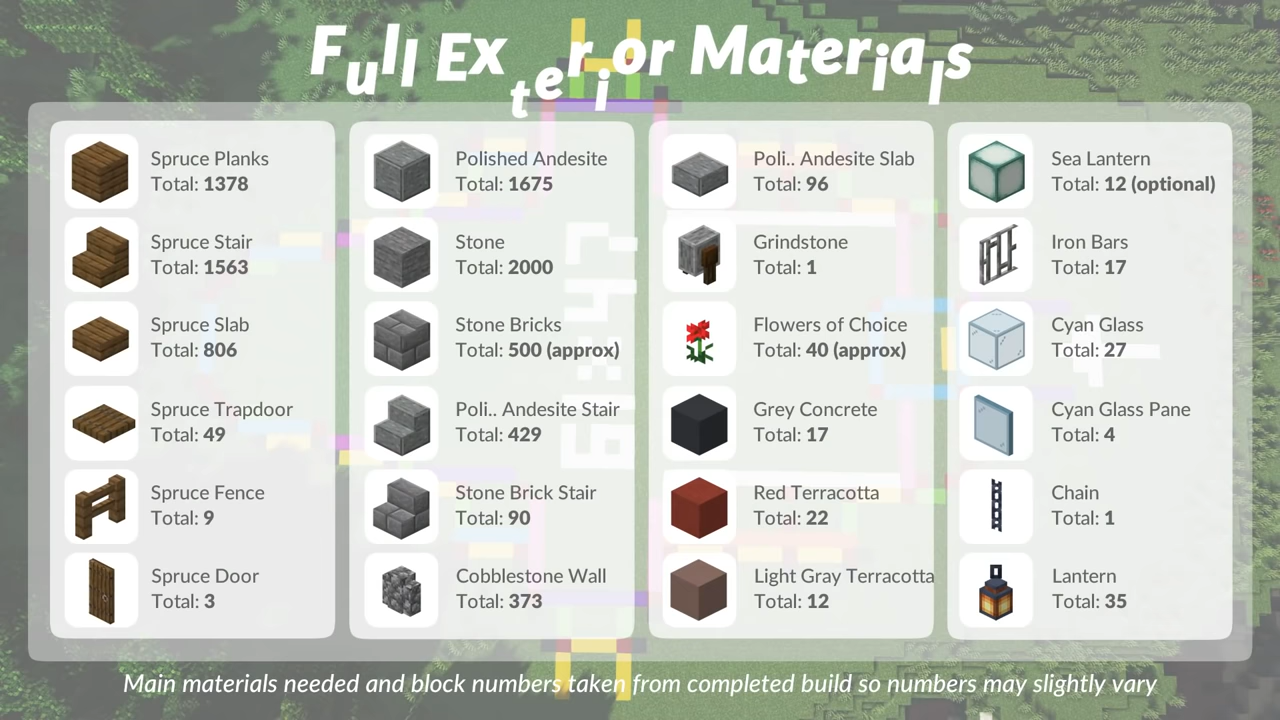 Full Exterior Materials
Spruce Planks
Total: 1378
Spruce Stair
Total: 1563
Spruce Slab
Total: 806
Spruce Trapdoor
Total: 49
Spruce Fence
Total: 9
Spruce Door
Total: 3
Polished Andesite
Total: 1675
Stone
Total: 2000
Stone Bricks
Total: 500 (approx)
Poli.. Andesite Stair
Total: 429
Stone Brick Stair
Total: 90
Cobblestone Wall
Total: 373
Poli.. Andesite Slab
Total: 96
Grindstone
Total: 1
Flowers of Choice
Total: 40 (approx)
Grey Concrete
Total: 17
Red Terracotta
Total: 22
Light Gray Terracotta
Total: 12
Sea Lantern
Total: 12 (optional)
Iron Bars
Total: 17
Cyan Glass
Total: 27
Cyan Glass Pane
Total: 4
Chain
Total: 1
Lantern
Total: 35
Main materials needed and block numbers taken from completed build so numbers may slightly vary